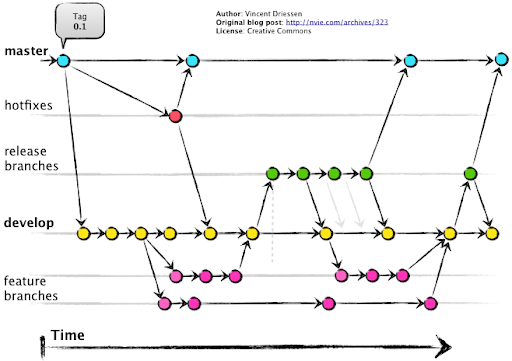 Tag
0.1
Author: Vincent Driessen
Original blog post: http://nvie.com/archives/323
License: Creative Commons
master
hotfixes
release
branches
develop
feature
branches
Time